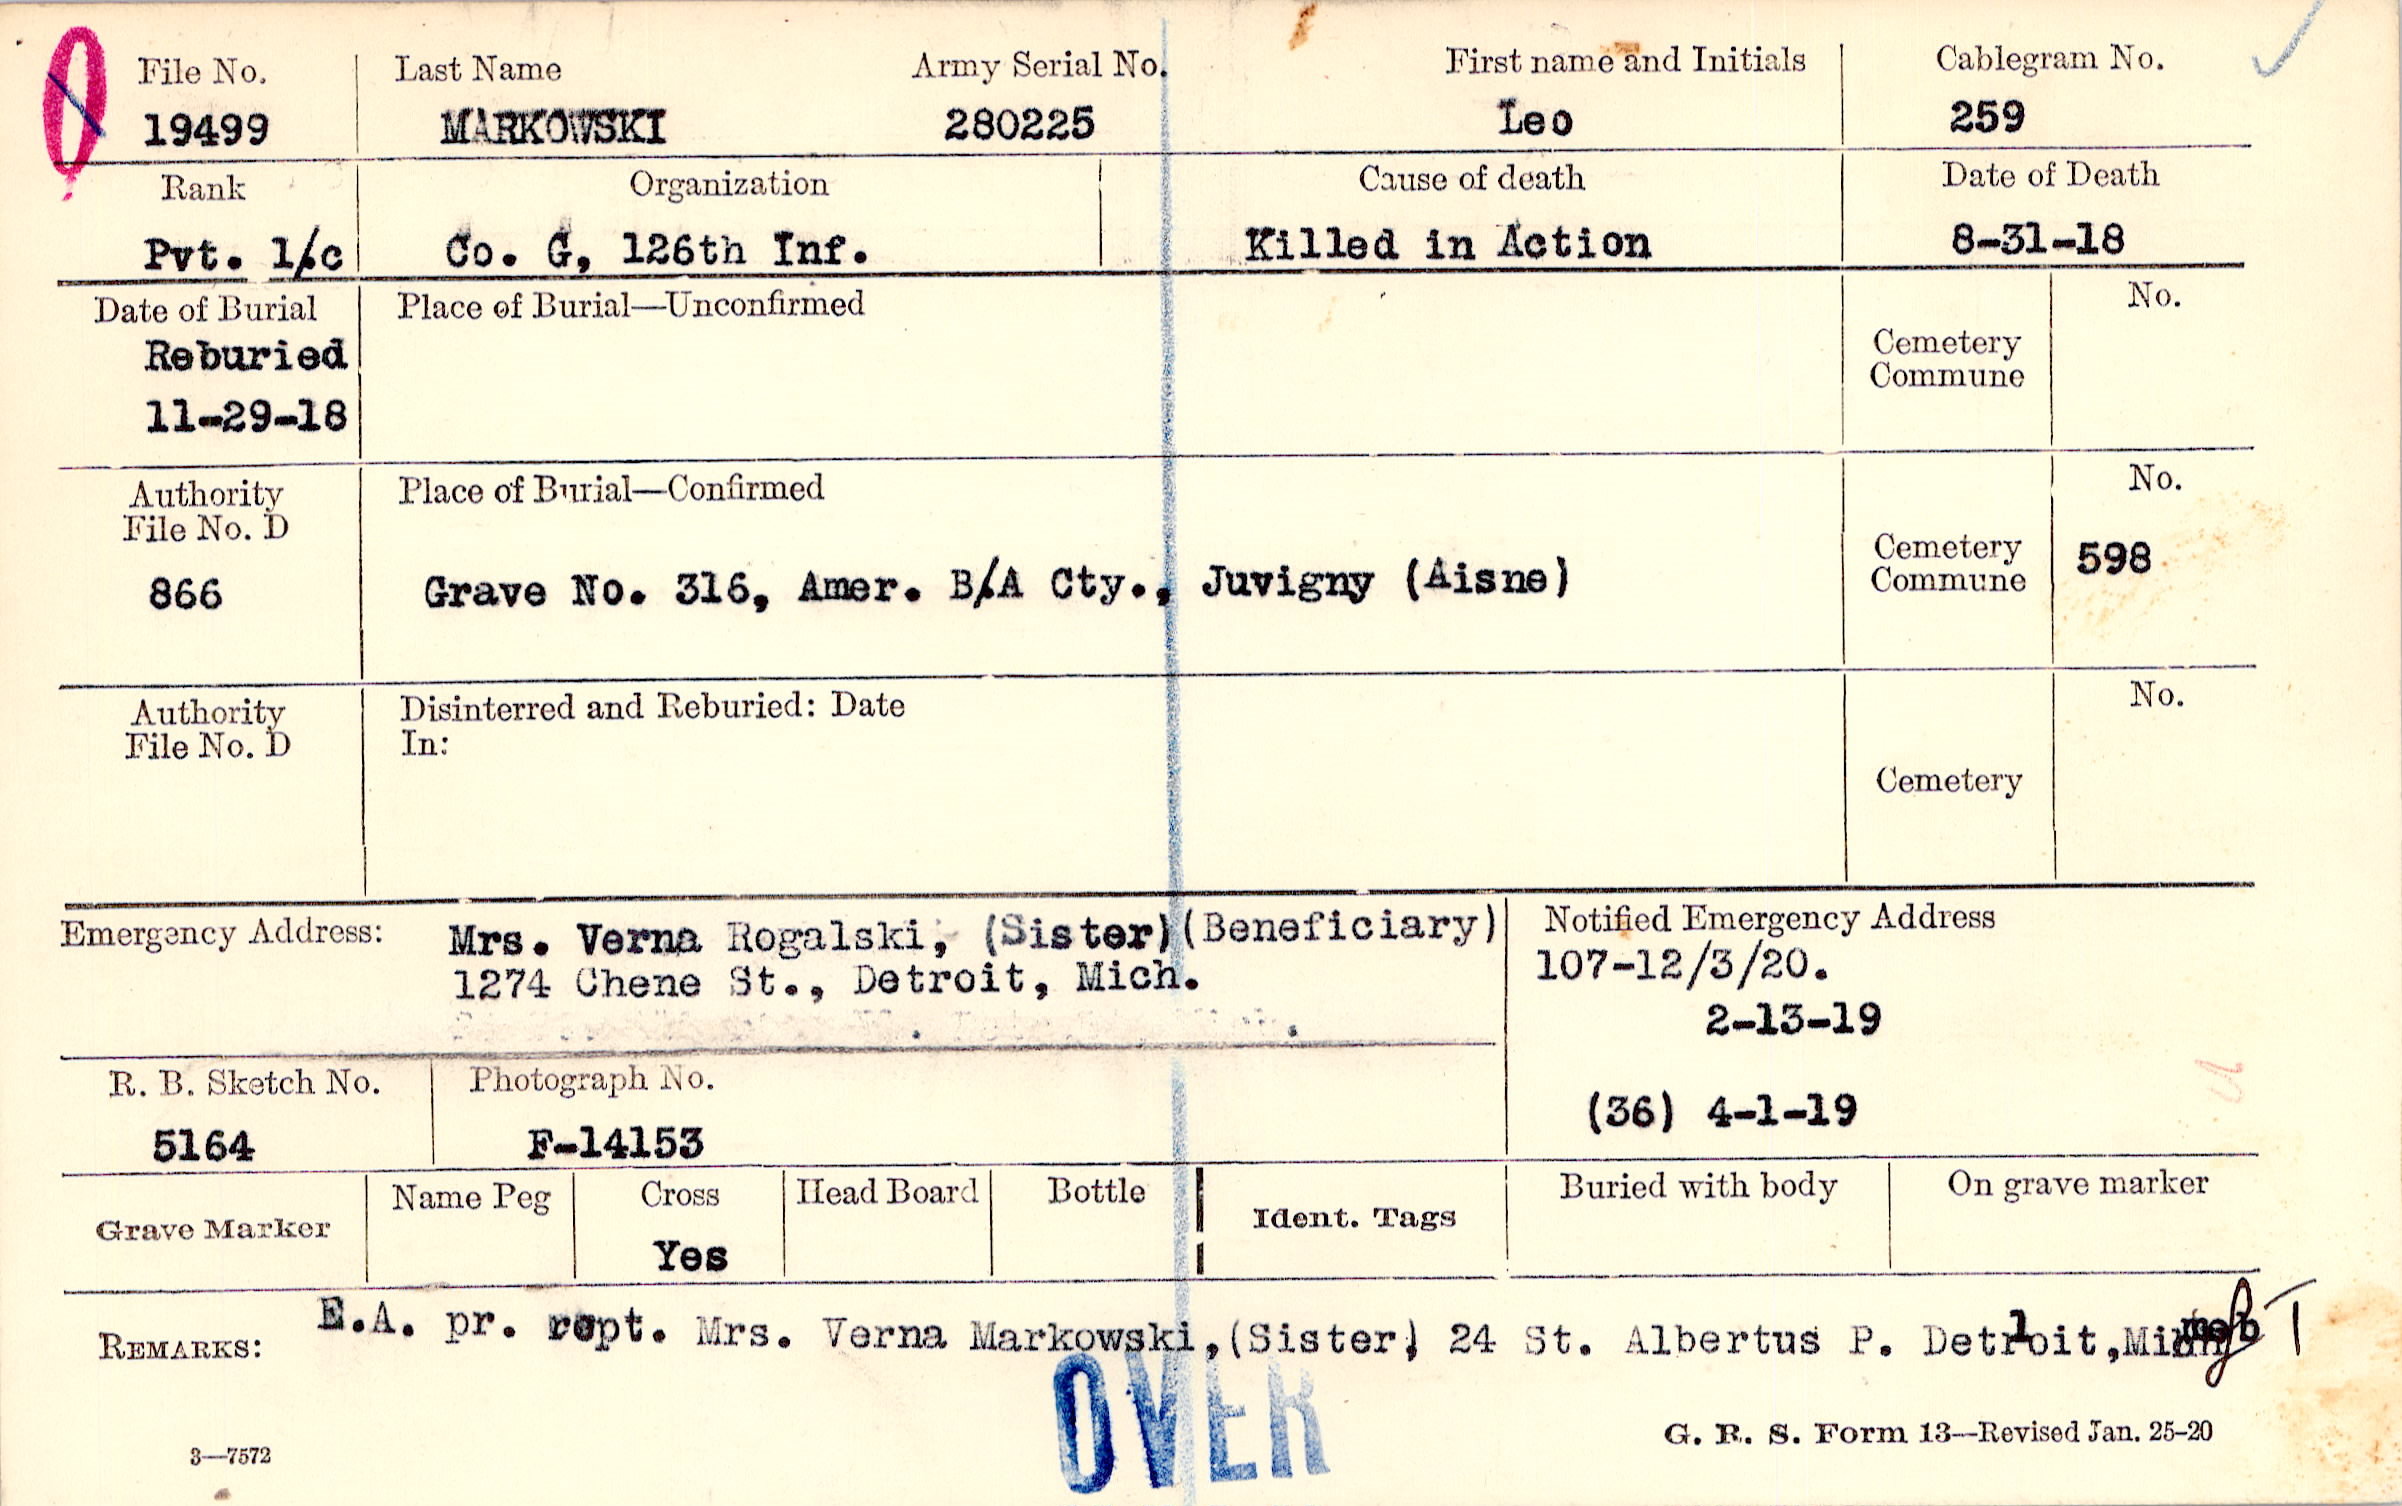 File No. Last Name Army Serial No. First name and Initials Cablegram No.
19499 MARKOWSKI 280225 Leo 259
Rank Organization Cause of death Date of Death
Pvt. 1/c Co. G, 126th Inf. Killed in Action 8-31-18
Date of Burial Place of Burial—Unconfirmed No.
Reburied Cemetery
11-29-18 Commune
Authority Place of Burial—Confirmed No.
File No. D Cemetery
866 Grave No. 316, Amer. B/A Cty., Juvigny (Aisne) Commune 598
Authority Disinterred and Reburied: Date No.
File No. D In:
Cemetery
Emergency Address: Mrs. Verna Rogalski, (Sister)(Beneficiary) Notified Emergency Address
1274 Chene St., Detroit, Mich. 107-12/3/20.
2-13-19
R. B. Sketch No. Photograph No. (36) 4-1-19
5164 F-14153
Grave Marker Name Peg Cross Head Board Bottle Ident. Tags Buried with body On grave marker
Yes
REMARKS: E.A. pr. rept. Mrs. Verna Markowski,(Sister) 24 St. Albertus P. Detroit,Mich
OVER
3—7572 G. R. S. Form 13—Revised Jan. 25-20